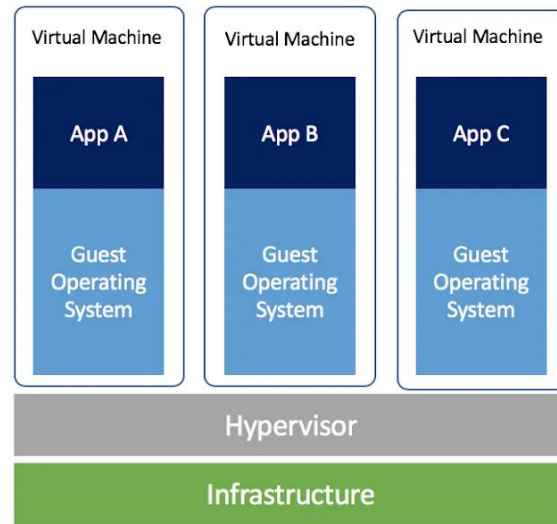 Virtual Machine
Virtual Machine
Virtual Machine
App A
App B
App C
Guest
Operating
System
Guest
Operating
System
Guest
Operating
System
Hypervisor
Infrastructure